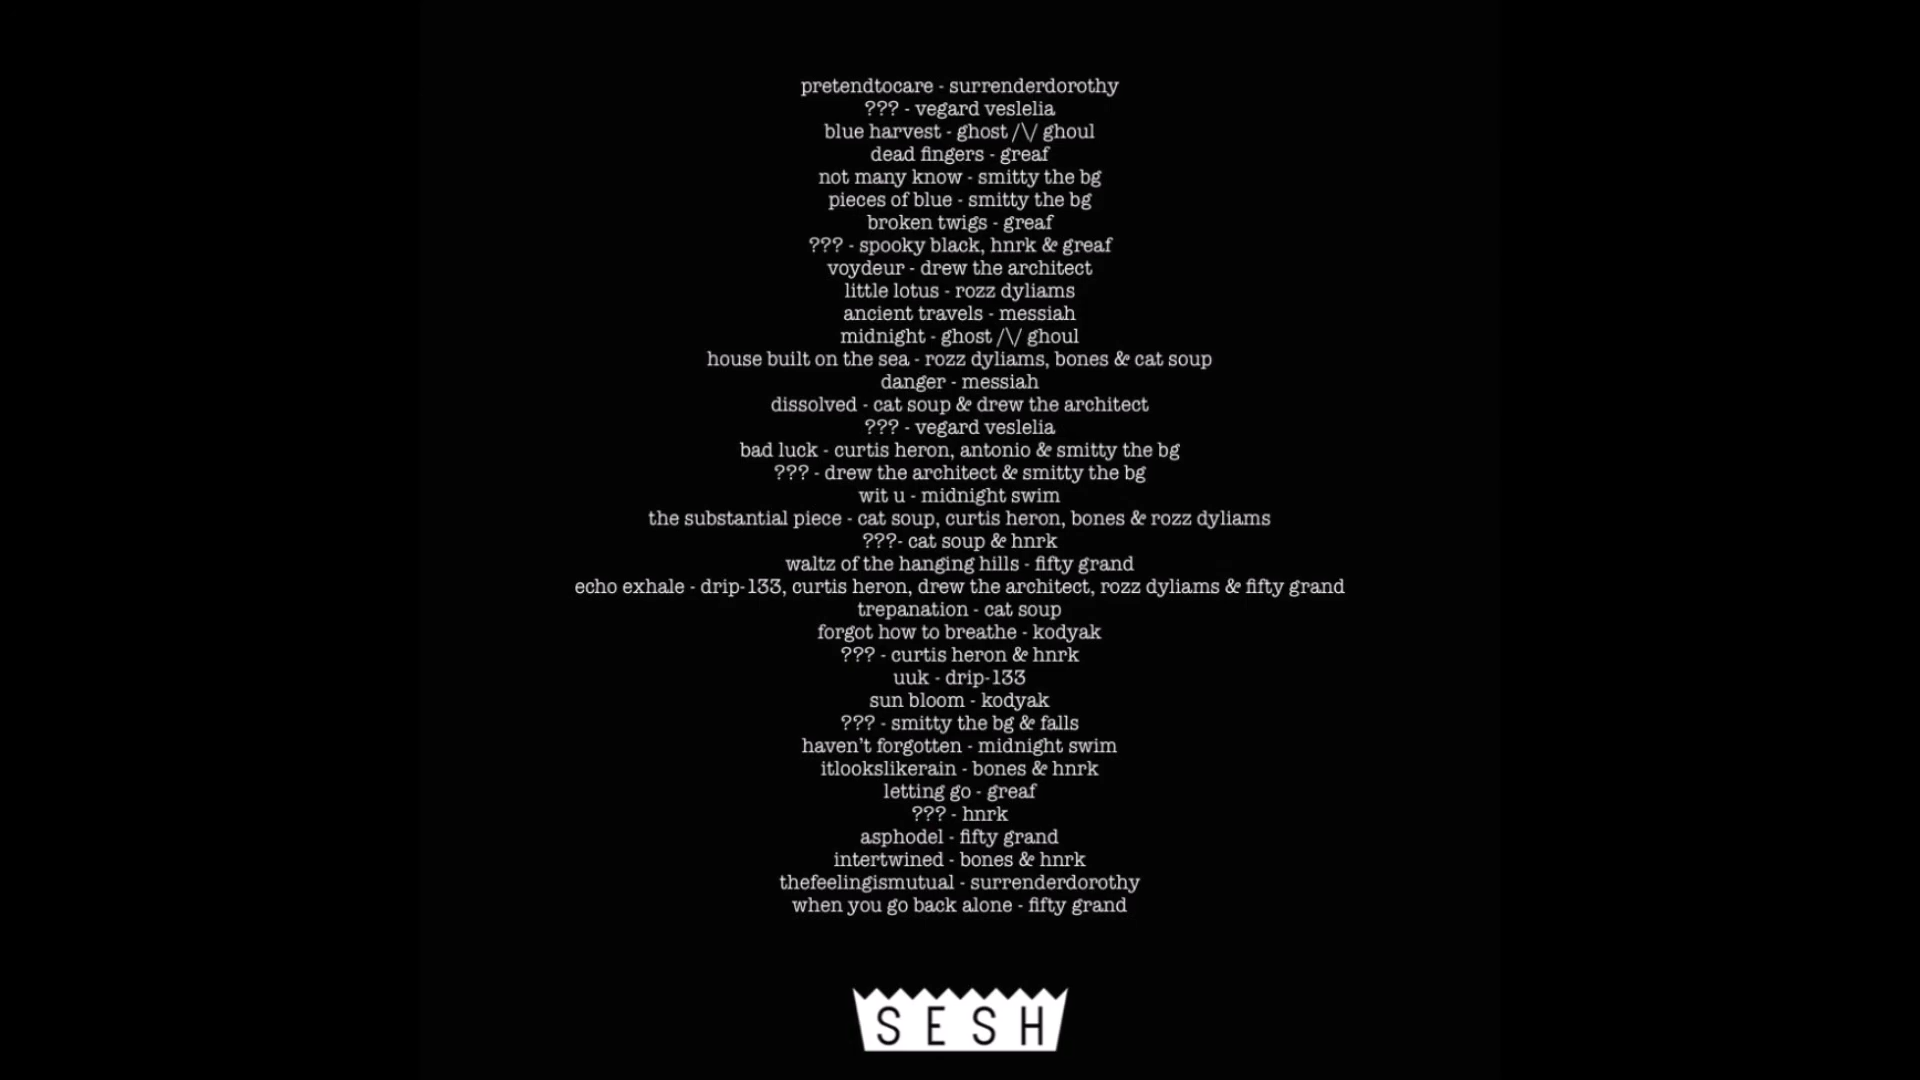 pretendtocare - surrenderdorothy
??? - vegard veslelia
blue harvest - ghost /\/ ghoul
dead fingers - greaf
not many know - smitty the bg
pieces of blue - smitty the bg
broken twigs - greaf
??? - spooky black, hnrk & greaf
voydeur - drew the architect
little lotus - rozz dyliams
ancient travels - messiah
midnight - ghost /\/ ghoul
house built on the sea - rozz dyliams, bones & cat soup
danger - messiah
dissolved - cat soup & drew the architect
??? - vegard veslelia
bad luck - curtis heron, antonio & smitty the bg
??? - drew the architect & smitty the bg
wit u - midnight swim
the substantial piece - cat soup, curtis heron, bones & rozz dyliams
???- cat soup & hnrk
waltz of the hanging hills - fifty grand
echo exhale - drip-133, curtis heron, drew the architect, rozz dyliams & fifty grand
trepanation - cat soup
forgot how to breathe - kodyak
??? - curtis heron & hnrk
uuk - drip-133
sun bloom - kodyak
??? - smitty the bg & falls
haven't forgotten - midnight swim
itlookslikerain - bones & hnrk
letting go - greaf
??? - hnrk
asphodel - fifty grand
intertwined - bones & hnrk
thefeelingismutual - surrenderdorothy
when you go back alone - fifty grand
SESH